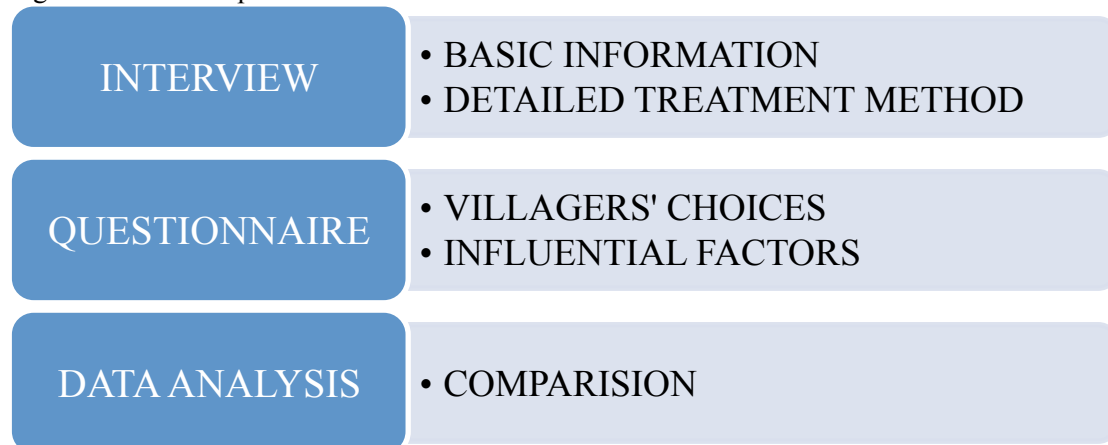 INTERVIEW
• BASIC INFORMATION
• DETAILED TREATMENT METHOD
QUESTIONNAIRE
• VILLAGERS' CHOICES
• INFLUENTIAL FACTORS
DATA ANALYSIS
• COMPARISION